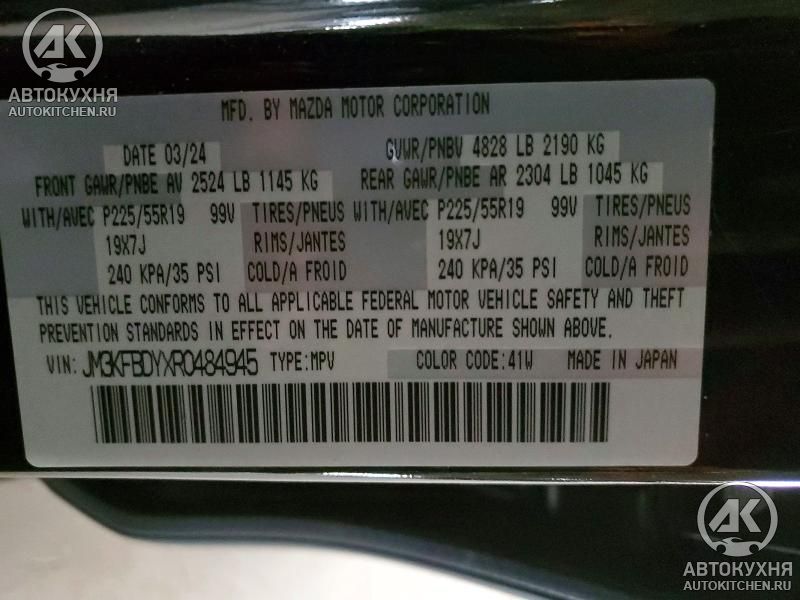 АК
АВТОКУХНЯ
AUTOKITCHEN.RU
MFD. BY MAZDA MOTOR CORPORATION
DATE 03/24 GVWR/PNBV 4828 LB 2190 KG
FRONT GAWR/PNBE AV 2524 LB 1145 KG REAR GAWR/PNBE AR 2304 LB 1045 KG
WITH/AVEC P225/55R19 99V TIRES/PNEUS WITH/AVEC P225/55R19 99V TIRES/PNEUS
19X7J RIMS/JANTES 19X7J RIMS/JANTES
240 KPA/35 PSI COLD/A FROID 240 KPA/35 PSI COLD/A FROID
THIS VEHICLE CONFORMS TO ALL APPLICABLE FEDERAL MOTOR VEHICLE SAFETY AND THEFT
PREVENTION STANDARDS IN EFFECT ON THE DATE OF MANUFACTURE SHOWN ABOVE.
VIN: JM3KFBDYXR0484945 TYPE:MPV COLOR CODE:41W MADE IN JAPAN
АК
АВТОКУХНЯ
AUTOKITCHEN.RU